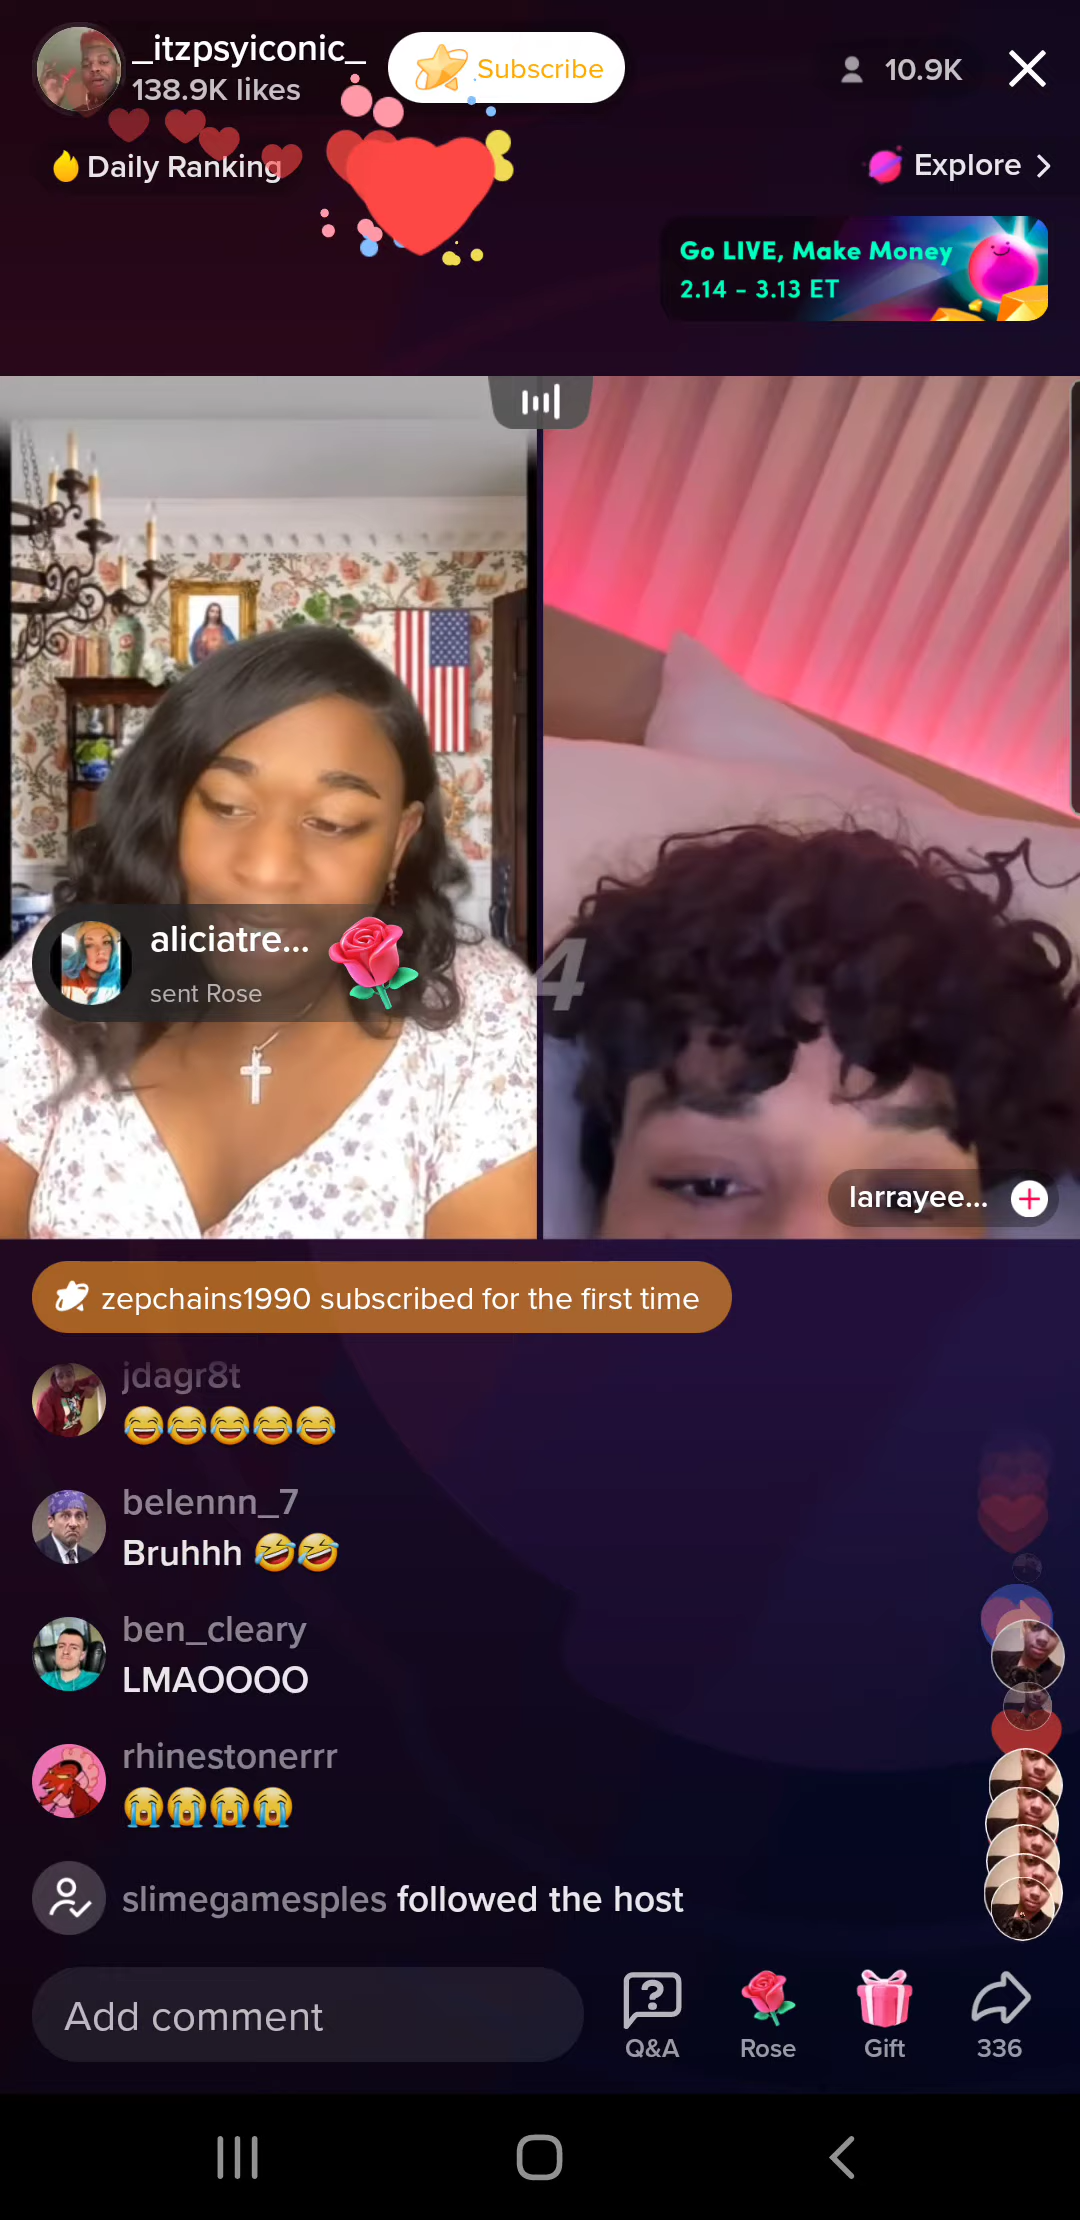 _itzpsyiconic_
138.9K likes
Subscribe
10.9K
Daily Ranking
Explore
Go LIVE, Make Money
2.14 - 3.13 ET
aliciatre...
sent Rose
4
larrayee...
zepchains1990 subscribed for the first time
jdagr8t
😂😂😂😂😂
belennn_7
Bruhhh 🤣🤣
ben_cleary
LMAOOOO
rhinestonerrr
😭😭😭😭
slimegamesples followed the host
Add comment
Q&A
Rose
Gift
336